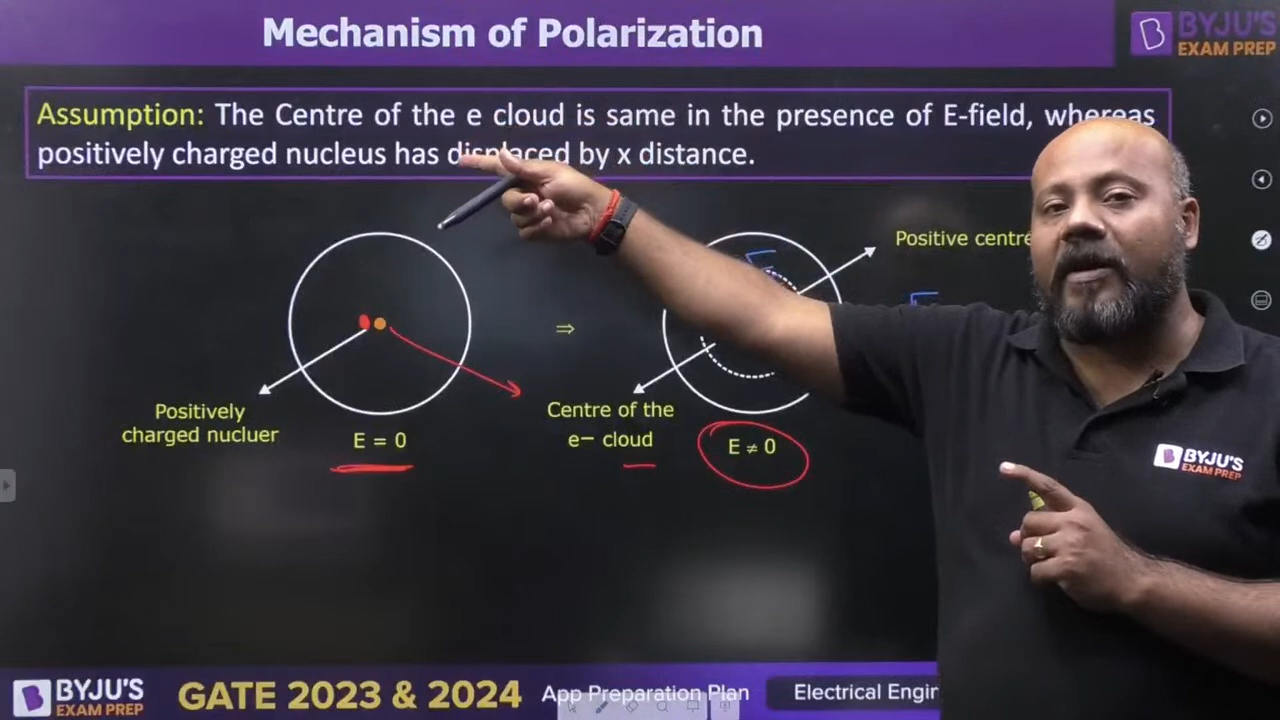 Mechanism of Polarization
BYJU'S
EXAM PREP
Assumption: The Centre of the e cloud is same in the presence of E-field, whereas
positively charged nucleus has displaced by x distance.
Positive centre
E
E
Positively
charged nucluer
E = 0
Centre of the
e− cloud
E ≠ 0
BYJU'S
EXAM PREP
BYJU'S
EXAM PREP
GATE 2023 & 2024
App Preparation Plan
Electrical Engin